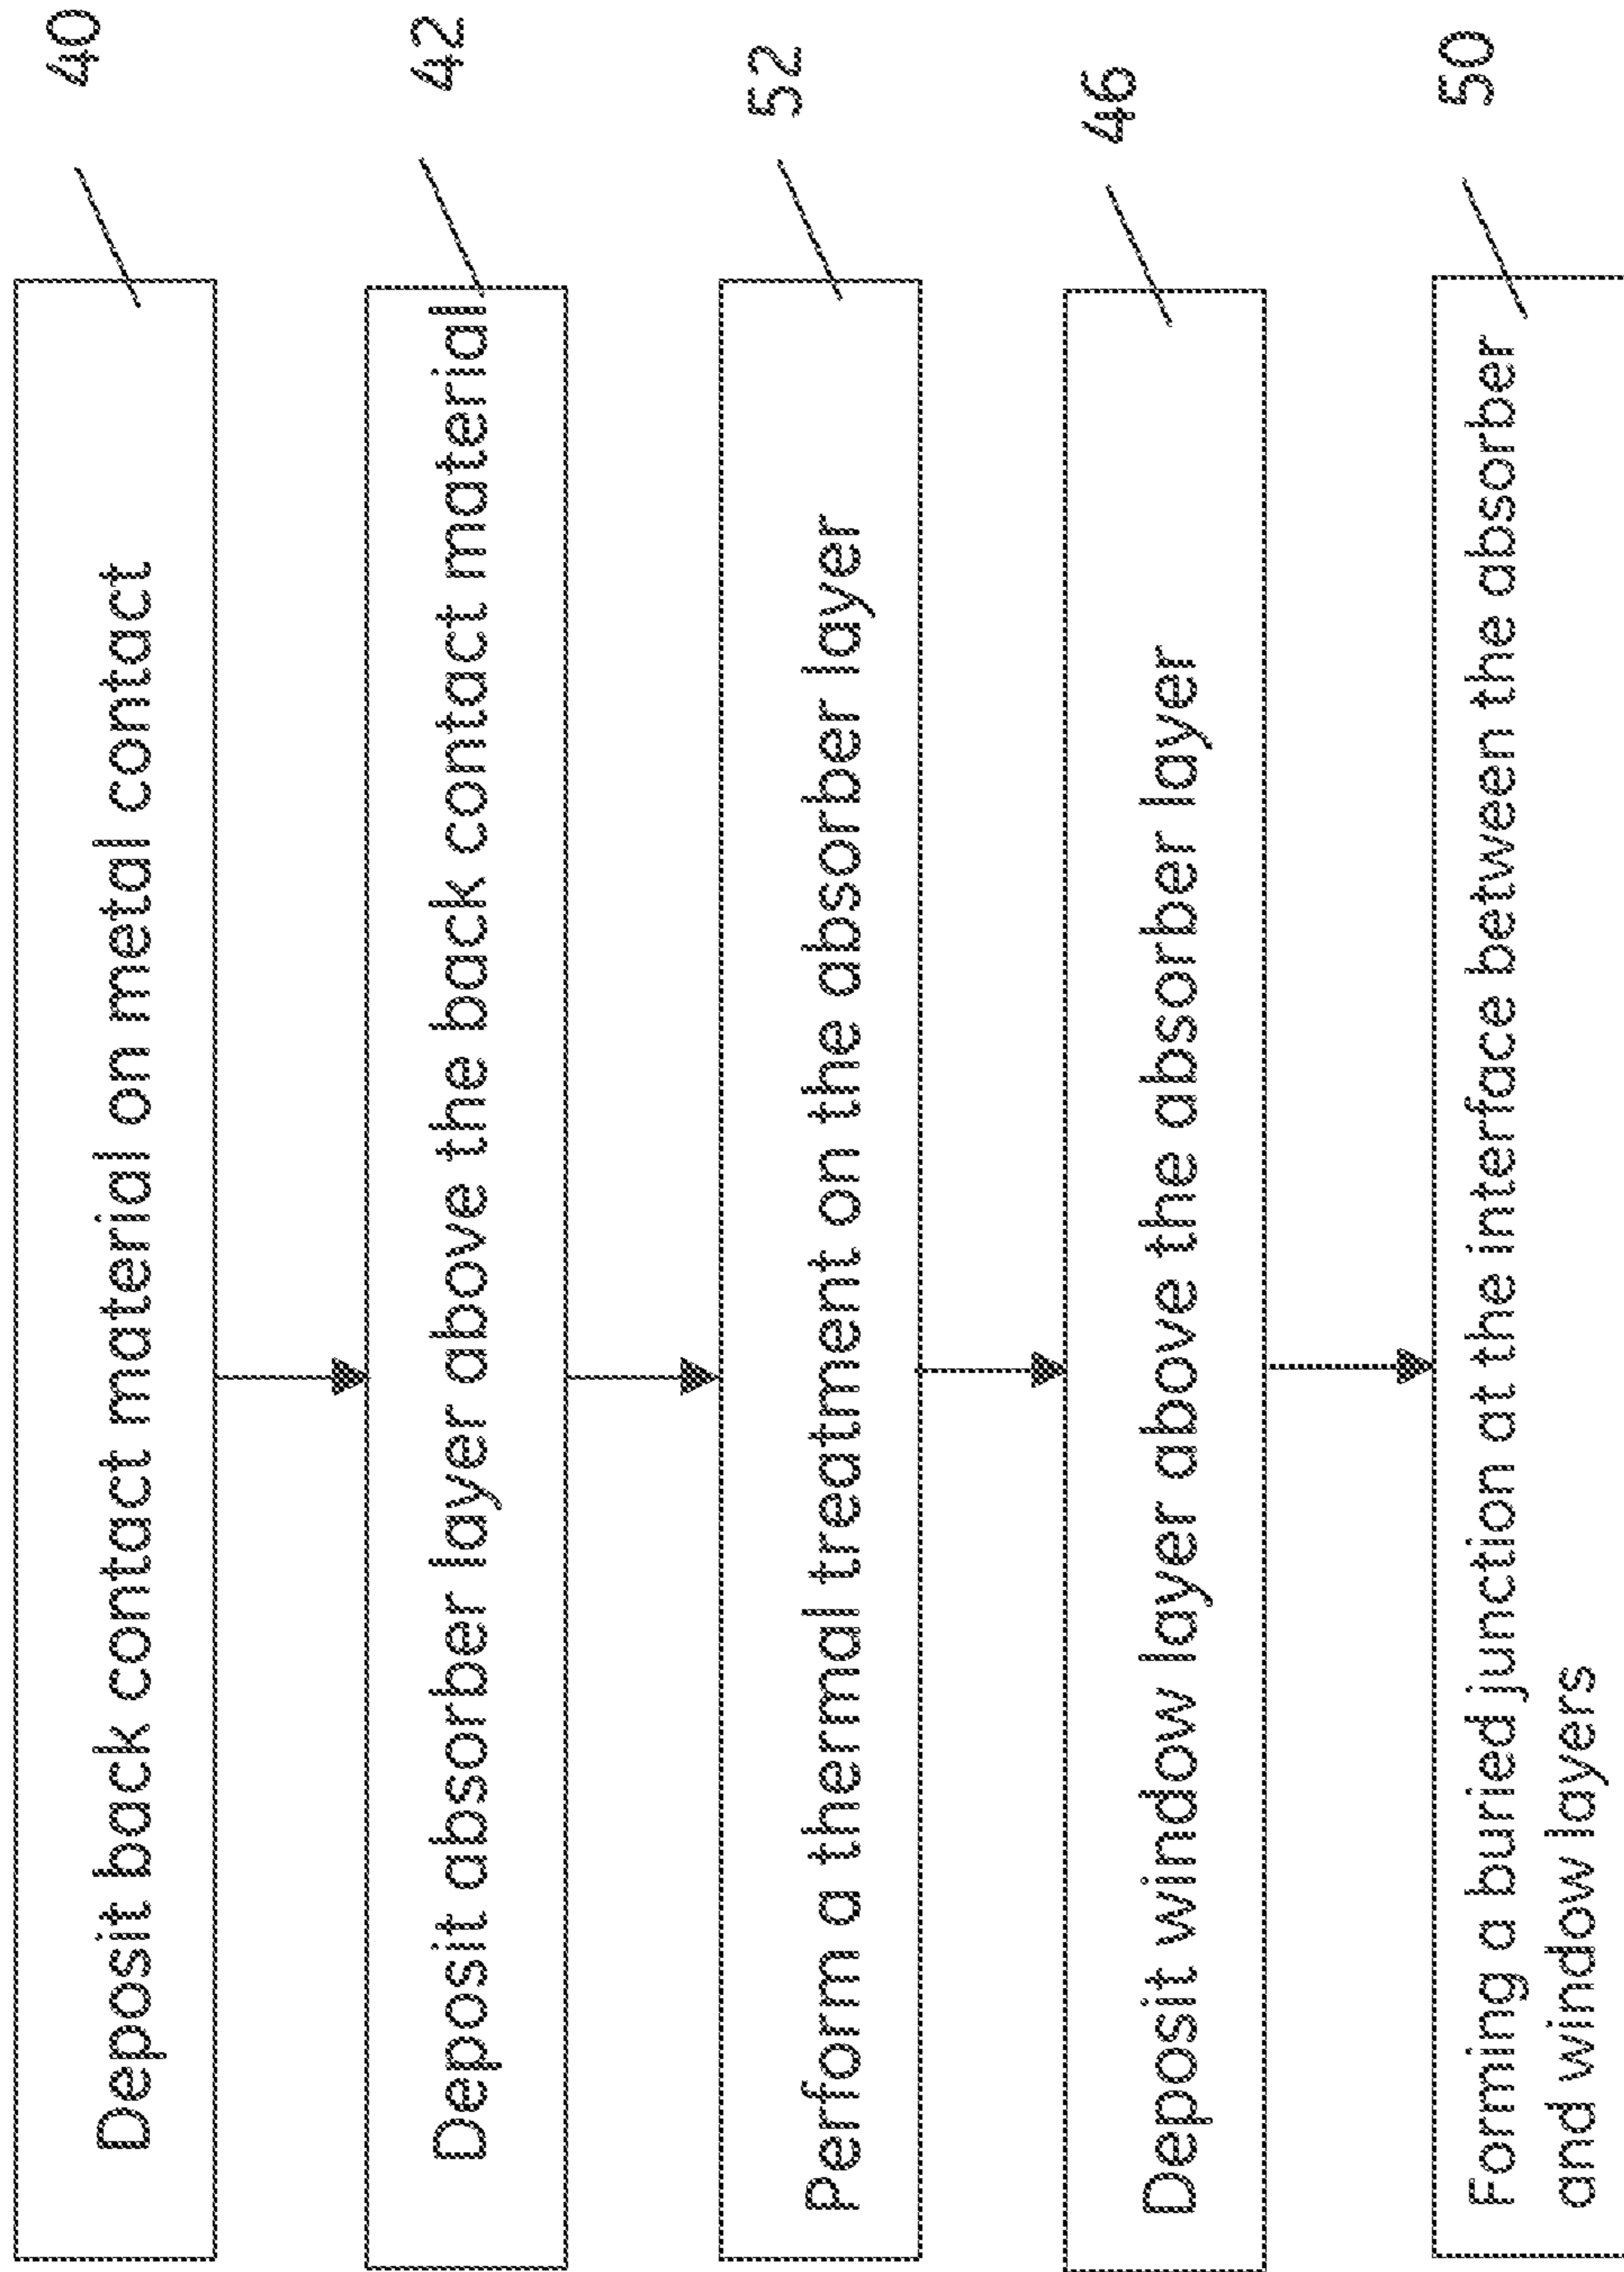 Deposit back contact material on metal contact
40
Deposit absorber layer above the back contact material
42
Perform a thermal treatment on the absorber layer
52
Deposit window layer above the absorber layer
46
Forming a buried junction at the interface between the absorber
and window layers
50